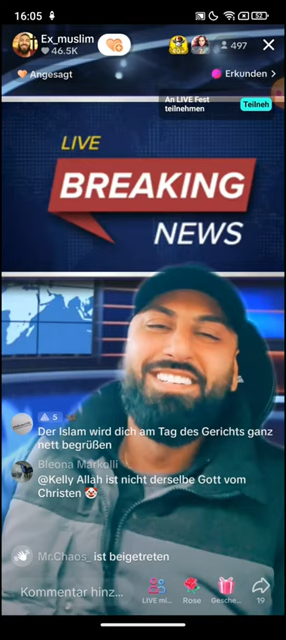 16:05
52
Ex_muslim
46.5K
497
Angesagt
Erkunden
An LIVE Fest
teilnehmen
Teilneh
LIVE
BREAKING
NEWS
5
Der Islam wird dich am Tag des Gerichts ganz
nett begrüßen
Bleona Markolli
@Kelly Allah ist nicht derselbe Gott vom
Christen 🤡
Mr.Chaos_ ist beigetreten
Kommentar hinz...
LIVE mi...
Rose
Gesche...
19